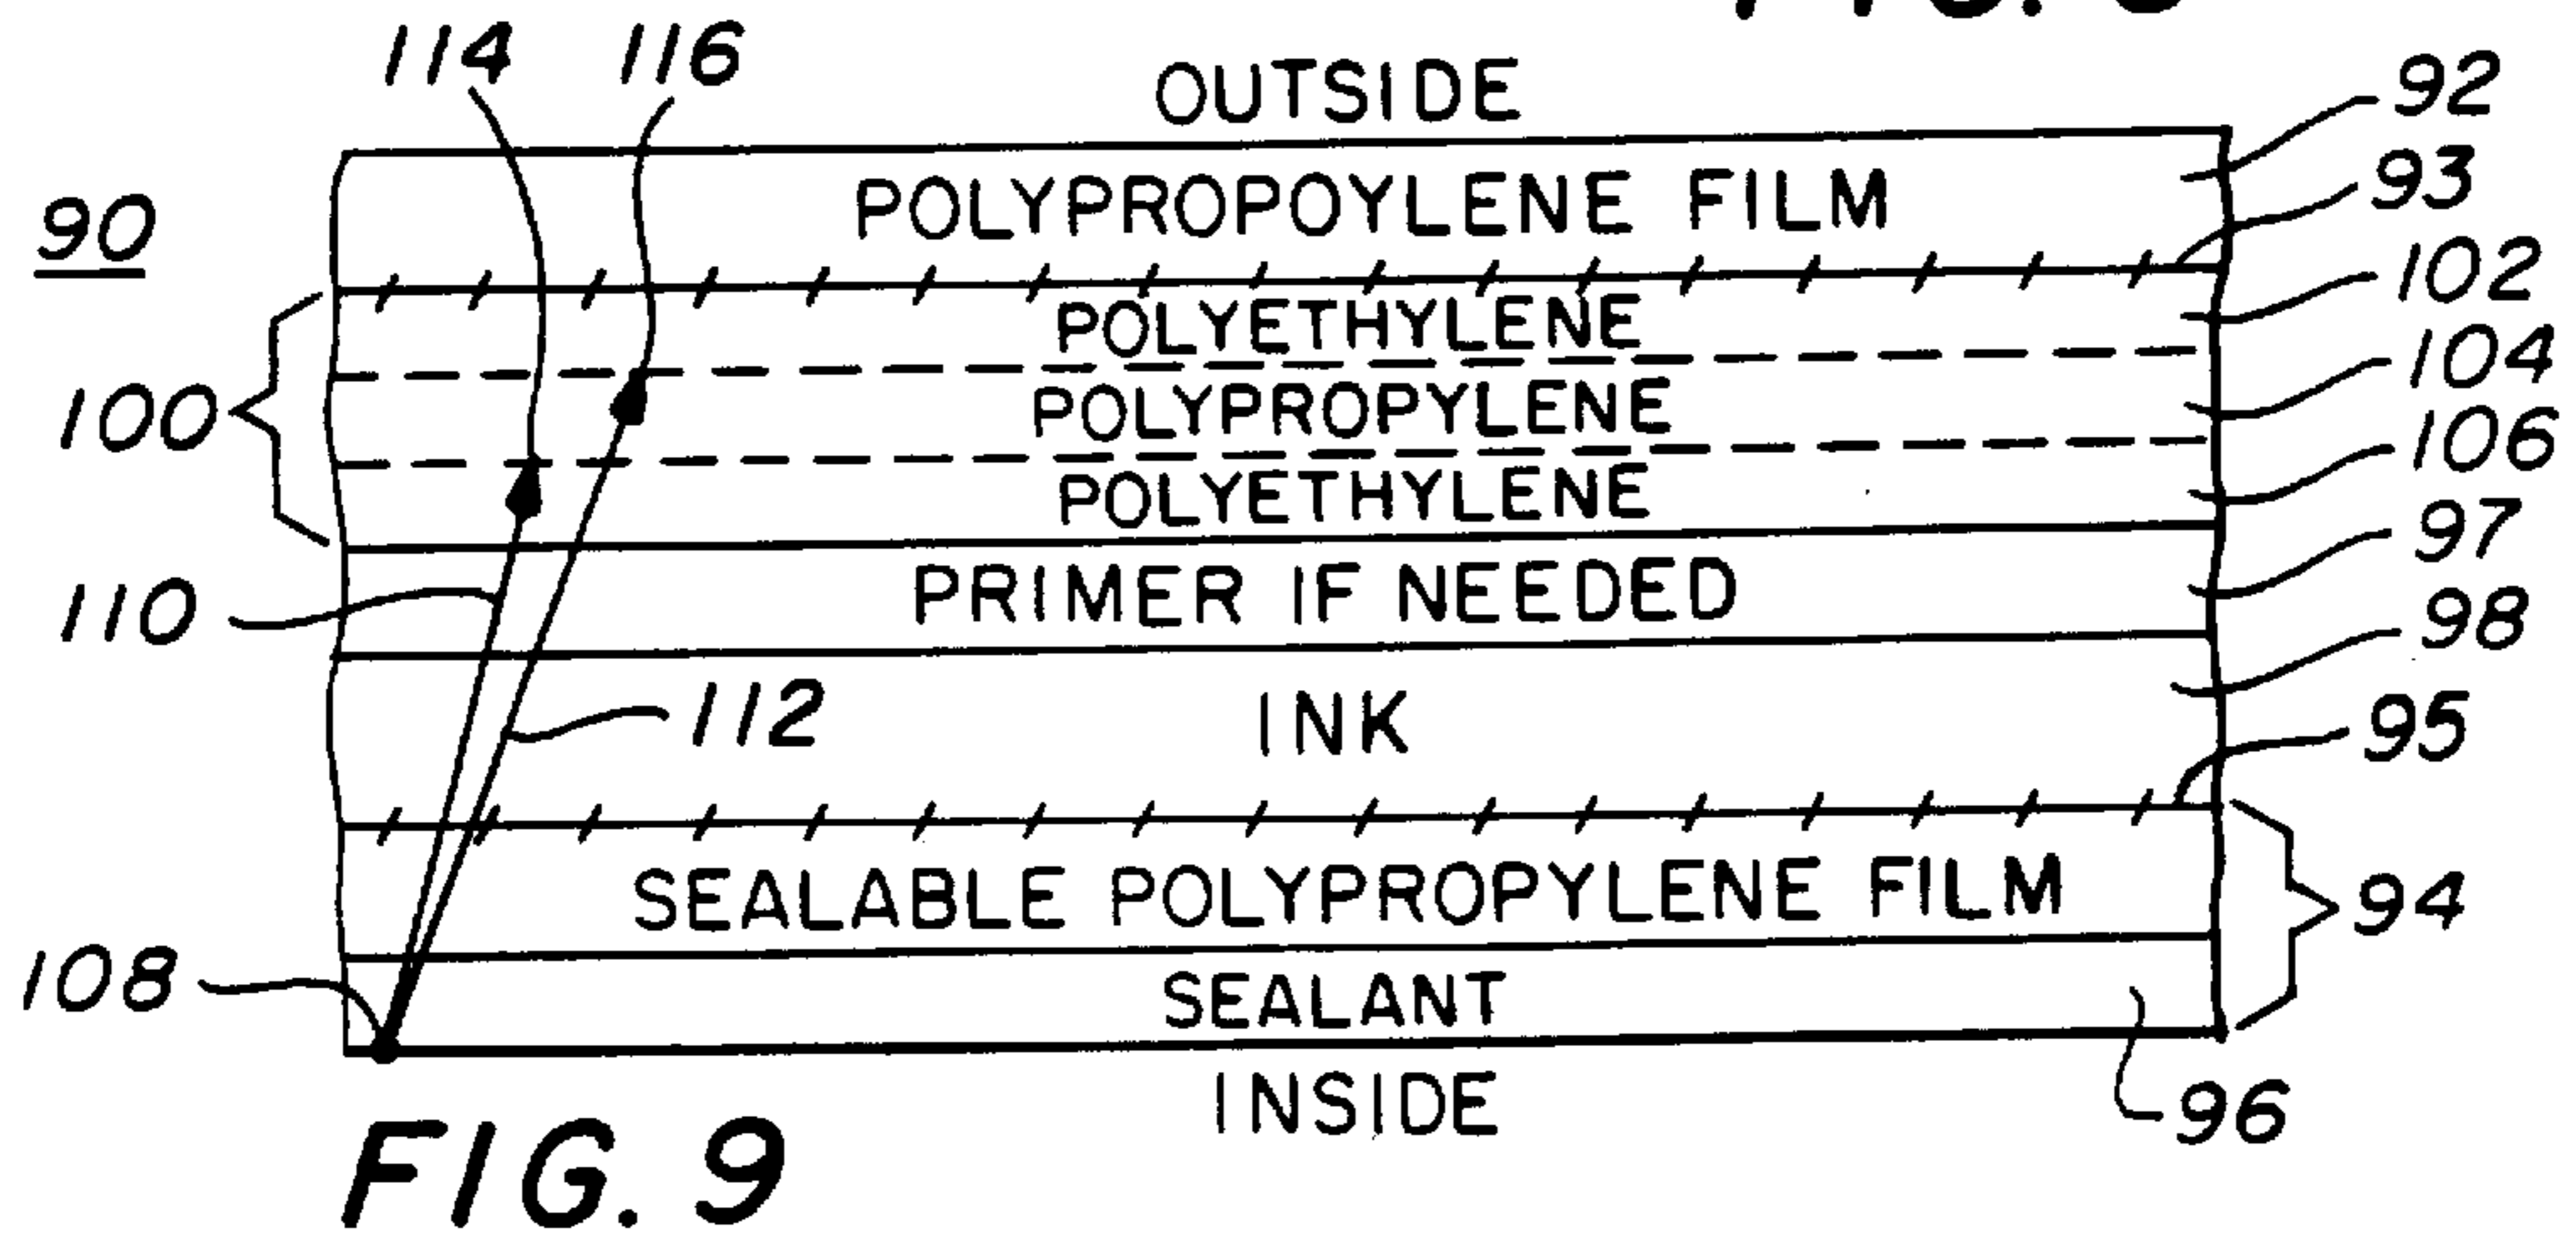 114 116
OUTSIDE
92
POLYPROPOYLENE FILM
93
90
102
POLYETHYLENE
104
100
POLYPROPYLENE
106
POLYETHYLENE
97
110
PRIMER IF NEEDED
98
112
INK
95
SEALABLE POLYPROPYLENE FILM
94
108
SEALANT
96
INSIDE
FIG. 9